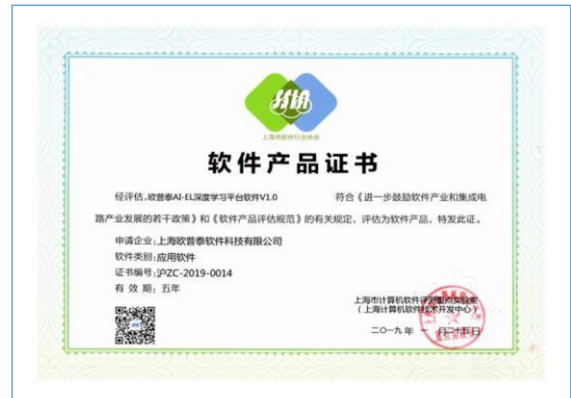 上海市软件行业协会
软件产品证书
经评估,欧普泰AI-EL深度学习平台软件V1.0 符合《进一步鼓励软件产业和集成电
路产业发展的若干政策》和《软件产品评估规范》的有关规定,评估为软件产品,特发此证。
申请企业:上海欧普泰软件科技有限公司
软件类别:应用软件
证书编号:沪ZC-2019-0014
有 效 期:五年
上海市计算机软件评测重点实验室
(上海计算机软件技术开发中心)
二〇一九 年 一 月二十五日